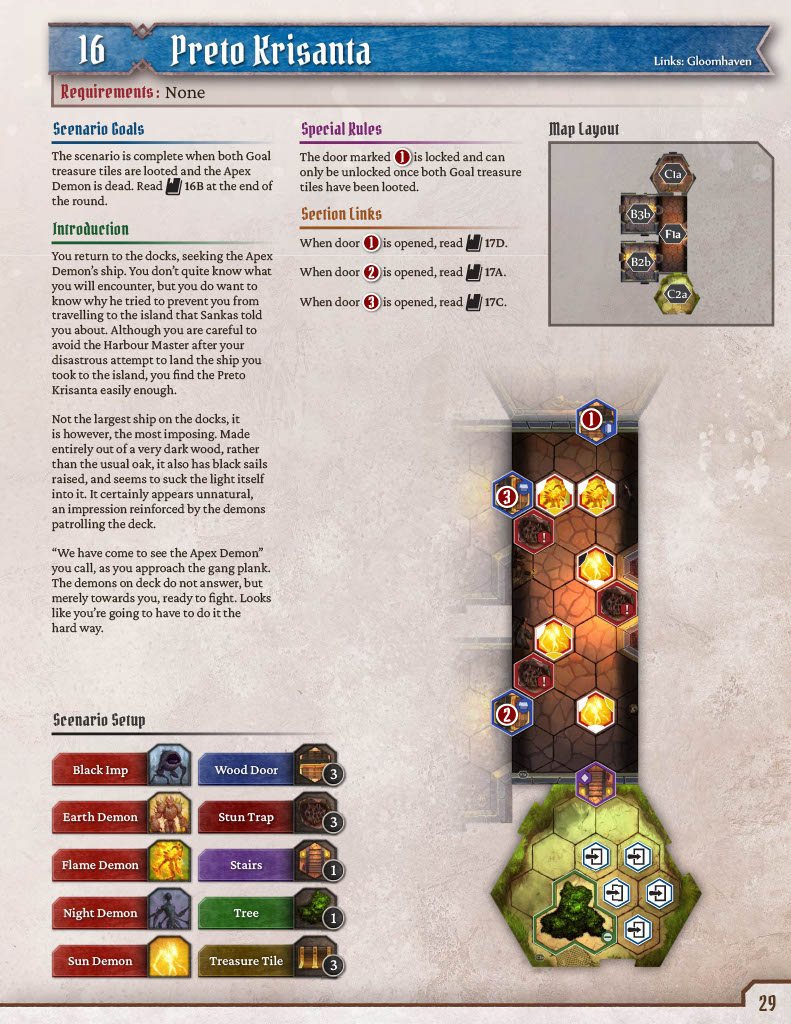 16 Preto Krisanta
Links: Gloomhaven
Requirements: None
Scenario Goals
The scenario is complete when both Goal
treasure tiles are looted and the Apex
Demon is dead. Read 16B at the end of
the round.
Introduction
You return to the docks, seeking the Apex
Demon's ship. You don't quite know what
you will encounter, but you do want to
know why he tried to prevent you from
travelling to the island that Sankas told
you about. Although you are careful to
avoid the Harbour Master after your
disastrous attempt to land the ship you
took to the island, you find the Preto
Krisanta easily enough.
Not the largest ship on the docks, it
is however, the most imposing. Made
entirely out of a very dark wood, rather
than the usual oak, it also has black sails
raised, and seems to suck the light itself
into it. It certainly appears unnatural,
an impression reinforced by the demons
patrolling the deck.
"We have come to see the Apex Demon"
you call, as you approach the gang plank.
The demons on deck do not answer, but
merely towards you, ready to fight. Looks
like you're going to have to do it the
hard way.
Special Rules
The door marked 1 is locked and can
only be unlocked once both Goal treasure
tiles have been looted.
Section Links
When door 1 is opened, read 17D.
When door 2 is opened, read 17A.
When door 3 is opened, read 17C.
Map Layout
C1a
B3b
F1a
B2b
C2a
1
3
!
!
!
2
Scenario Setup
Black Imp
Wood Door 3
Earth Demon
Stun Trap 3
Flame Demon
Stairs 1
Night Demon
Tree 1
Sun Demon
Treasure Tile 3
29